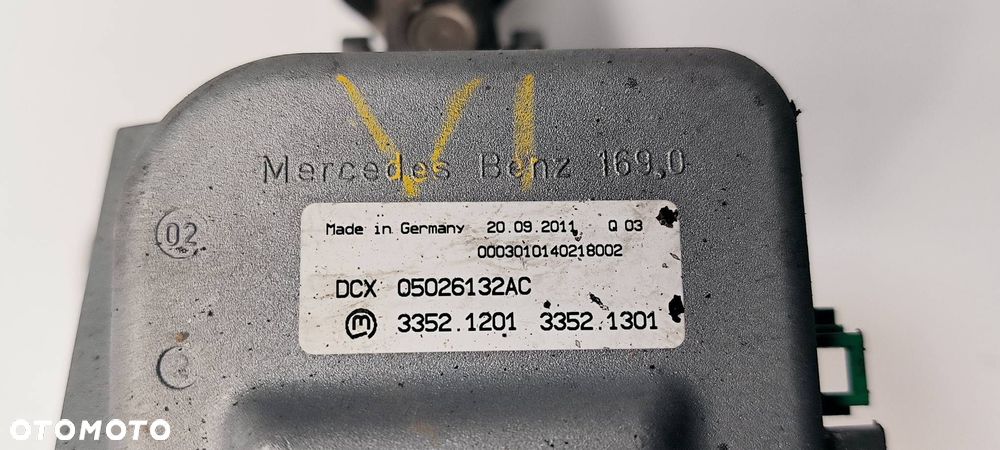 VI
Mercedes Benz 169,0
02
Made in Germany 20.09.2011 Q 03
0003010140218002
DCX 05026132AC
m 3352.1201 3352.1301
OTOMOTO